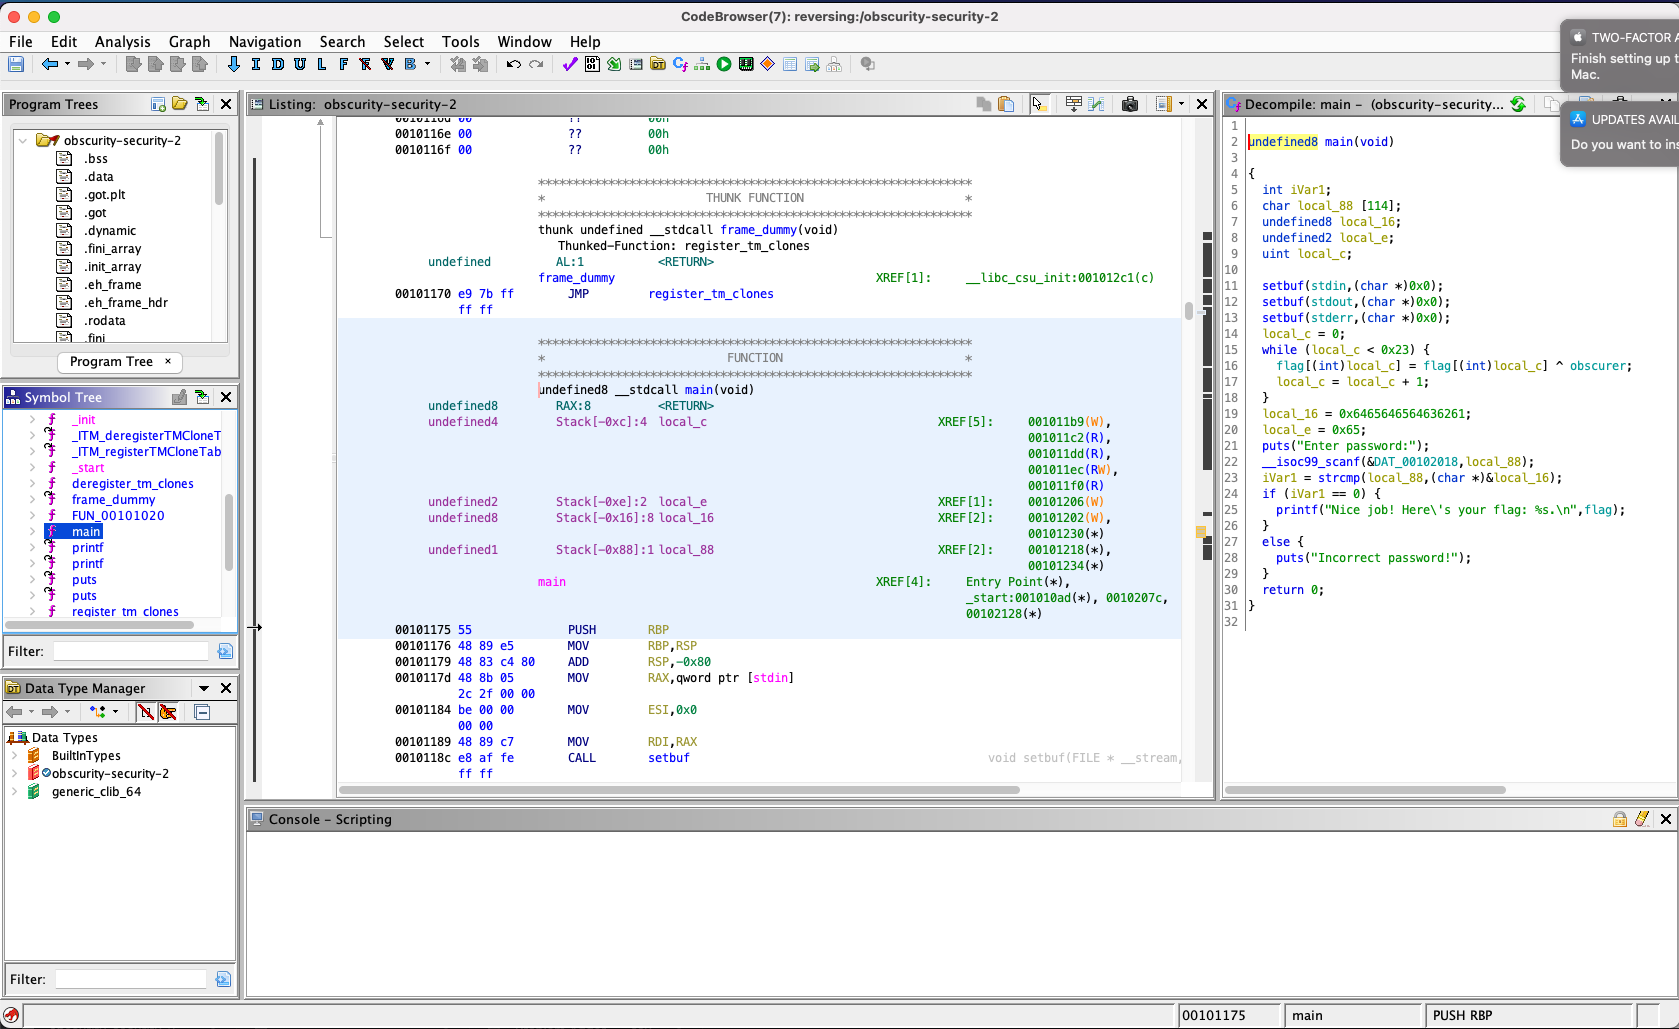 CodeBrowser(7): reversing:/obscurity-security-2
File Edit Analysis Graph Navigation Search Select Tools Window Help
TWO-FACTOR A
Finish setting up t
Mac.
UPDATES AVAIL
Do you want to ins
I D U L F B
Program Trees
obscurity-security-2
.bss
.data
.got.plt
.got
.dynamic
.fini_array
.init_array
.eh_frame
.eh_frame_hdr
.rodata
.fini
Program Tree ×
Symbol Tree
_init
_ITM_deregisterTMCloneT
_ITM_registerTMCloneTab
_start
deregister_tm_clones
frame_dummy
FUN_00101020
main
printf
printf
puts
puts
register_tm_clones
Filter:
Data Type Manager
Data Types
BuiltInTypes
obscurity-security-2
generic_clib_64
Filter:
Listing: obscurity-security-2
0010116d 00 ?? 00h
0010116e 00 ?? 00h
0010116f 00 ?? 00h
**************************************************************
* THUNK FUNCTION *
**************************************************************
thunk undefined __stdcall frame_dummy(void)
Thunked-Function: register_tm_clones
undefined AL:1 <RETURN>
frame_dummy XREF[1]: __libc_csu_init:001012c1(c)
00101170 e9 7b ff JMP register_tm_clones
ff ff
**************************************************************
* FUNCTION *
**************************************************************
undefined8 __stdcall main(void)
undefined8 RAX:8 <RETURN>
undefined4 Stack[-0xc]:4 local_c XREF[5]: 001011b9(W),
001011c2(R),
001011dd(R),
001011ec(RW),
001011f0(R)
undefined2 Stack[-0xe]:2 local_e XREF[1]: 00101206(W)
undefined8 Stack[-0x16]:8 local_16 XREF[2]: 00101202(W),
00101230(*)
undefined1 Stack[-0x88]:1 local_88 XREF[2]: 00101218(*),
00101234(*)
main XREF[4]: Entry Point(*),
_start:001010ad(*), 0010207c,
00102128(*)
00101175 55 PUSH RBP
00101176 48 89 e5 MOV RBP,RSP
00101179 48 83 c4 80 ADD RSP,-0x80
0010117d 48 8b 05 MOV RAX,qword ptr [stdin]
2c 2f 00 00
00101184 be 00 00 MOV ESI,0x0
00 00
00101189 48 89 c7 MOV RDI,RAX
0010118c e8 af fe CALL setbuf void setbuf(FILE * __stream,
ff ff
Decompile: main – (obscurity-security...
1
2 undefined8 main(void)
3
4 {
5 int iVar1;
6 char local_88 [114];
7 undefined8 local_16;
8 undefined2 local_e;
9 uint local_c;
10
11 setbuf(stdin,(char *)0x0);
12 setbuf(stdout,(char *)0x0);
13 setbuf(stderr,(char *)0x0);
14 local_c = 0;
15 while (local_c < 0x23) {
16 flag[(int)local_c] = flag[(int)local_c] ^ obscurer;
17 local_c = local_c + 1;
18 }
19 local_16 = 0x6465646564636261;
20 local_e = 0x65;
21 puts("Enter password:");
22 __isoc99_scanf(&DAT_00102018,local_88);
23 iVar1 = strcmp(local_88,(char *)&local_16);
24 if (iVar1 == 0) {
25 printf("Nice job! Here\'s your flag: %s.\n",flag);
26 }
27 else {
28 puts("Incorrect password!");
29 }
30 return 0;
31 }
32
Console – Scripting
00101175 main PUSH RBP